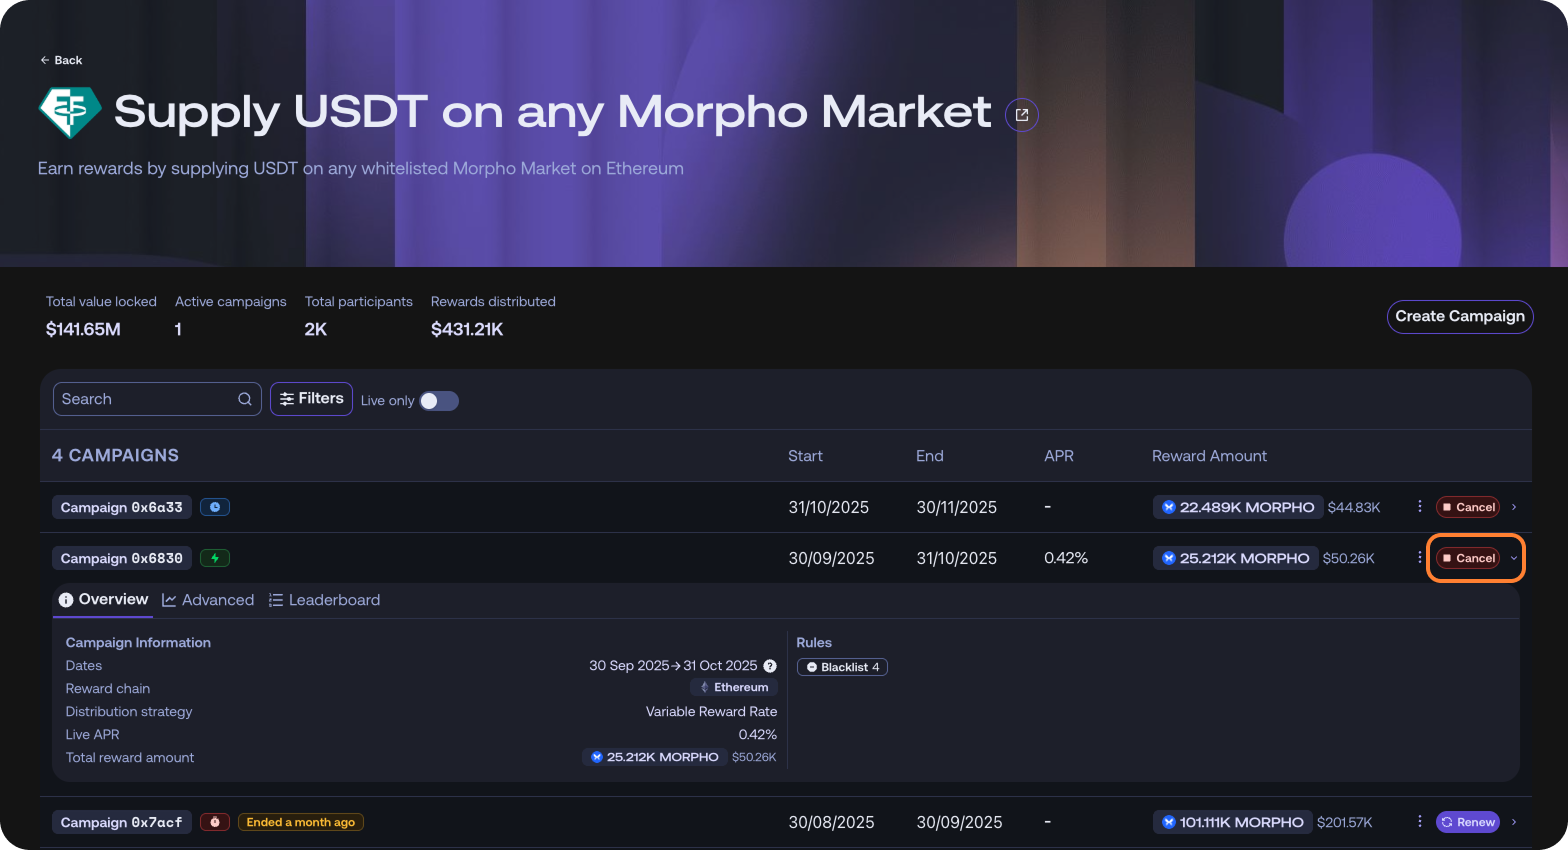 Back
Supply USDT on any Morpho Market
Earn rewards by supplying USDT on any whitelisted Morpho Market on Ethereum
Total value locked Active campaigns Total participants Rewards distributed
$141.65M 1 2K $431.21K
Create Campaign
Search Filters Live only
4 CAMPAIGNS Start End APR Reward Amount
Campaign 0x6a33 31/10/2025 30/11/2025 - 22.489K MORPHO $44.83K Cancel
Campaign 0x6830 30/09/2025 31/10/2025 0.42% 25.212K MORPHO $50.26K Cancel
Overview Advanced Leaderboard
Campaign Information
Dates 30 Sep 2025→31 Oct 2025
Reward chain Ethereum
Distribution strategy Variable Reward Rate
Live APR 0.42%
Total reward amount 25.212K MORPHO $50.26K
Rules
Blacklist 4
Campaign 0x7acf Ended a month ago 30/08/2025 30/09/2025 - 101.111K MORPHO $201.57K Renew